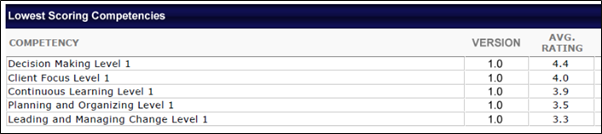 Lowest Scoring Competencies
COMPETENCY VERSION AVG. RATING
Decision Making Level 1 1.0 4.4
Client Focus Level 1 1.0 4.0
Continuous Learning Level 1 1.0 3.9
Planning and Organizing Level 1 1.0 3.5
Leading and Managing Change Level 1 1.0 3.3